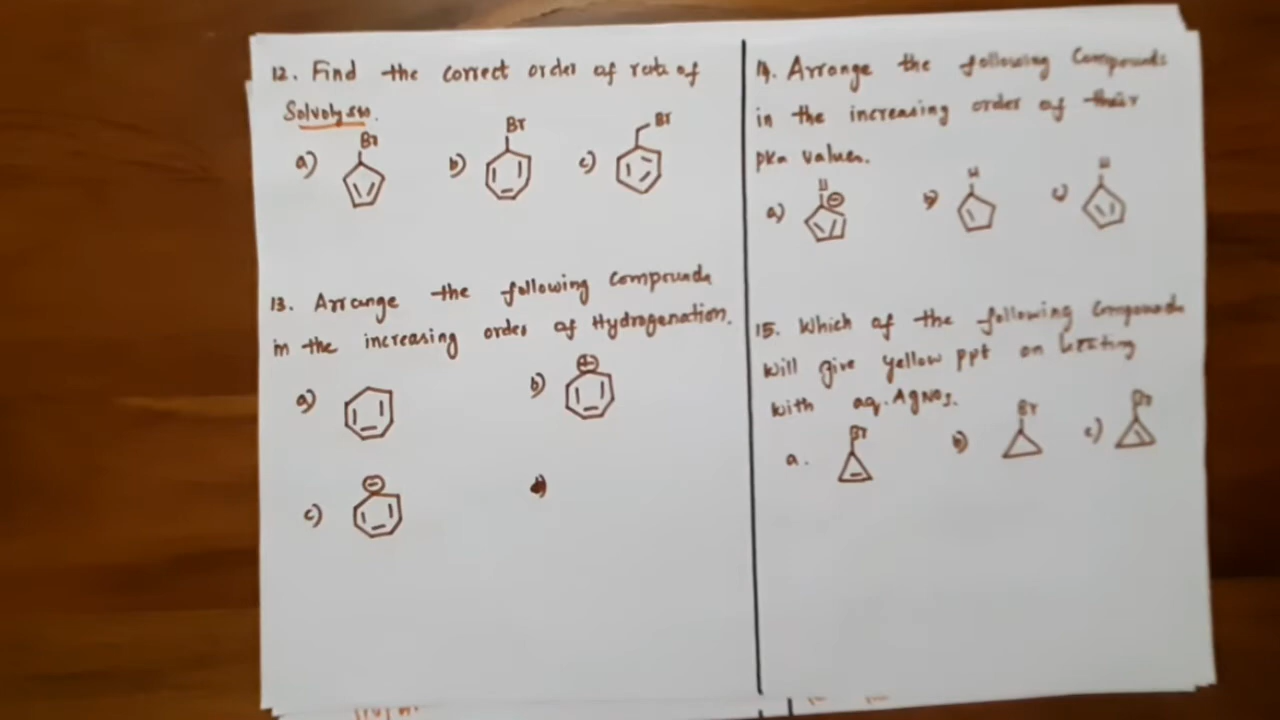 12. Find the correct order of rate of
Solvolysis.
a) Br
b) Br
c) Br
13. Arrange the following compounds
in the increasing order of Hydrogenation.
a)
b) ⊕
c) ⊖
14. Arrange the following Compounds
in the increasing order of their
pka values.
a) H ⊖
b) H
c) H
15. Which of the following Compounds
will give yellow ppt on heating
with aq. AgNO3.
a. Br
b) Br
c) Br